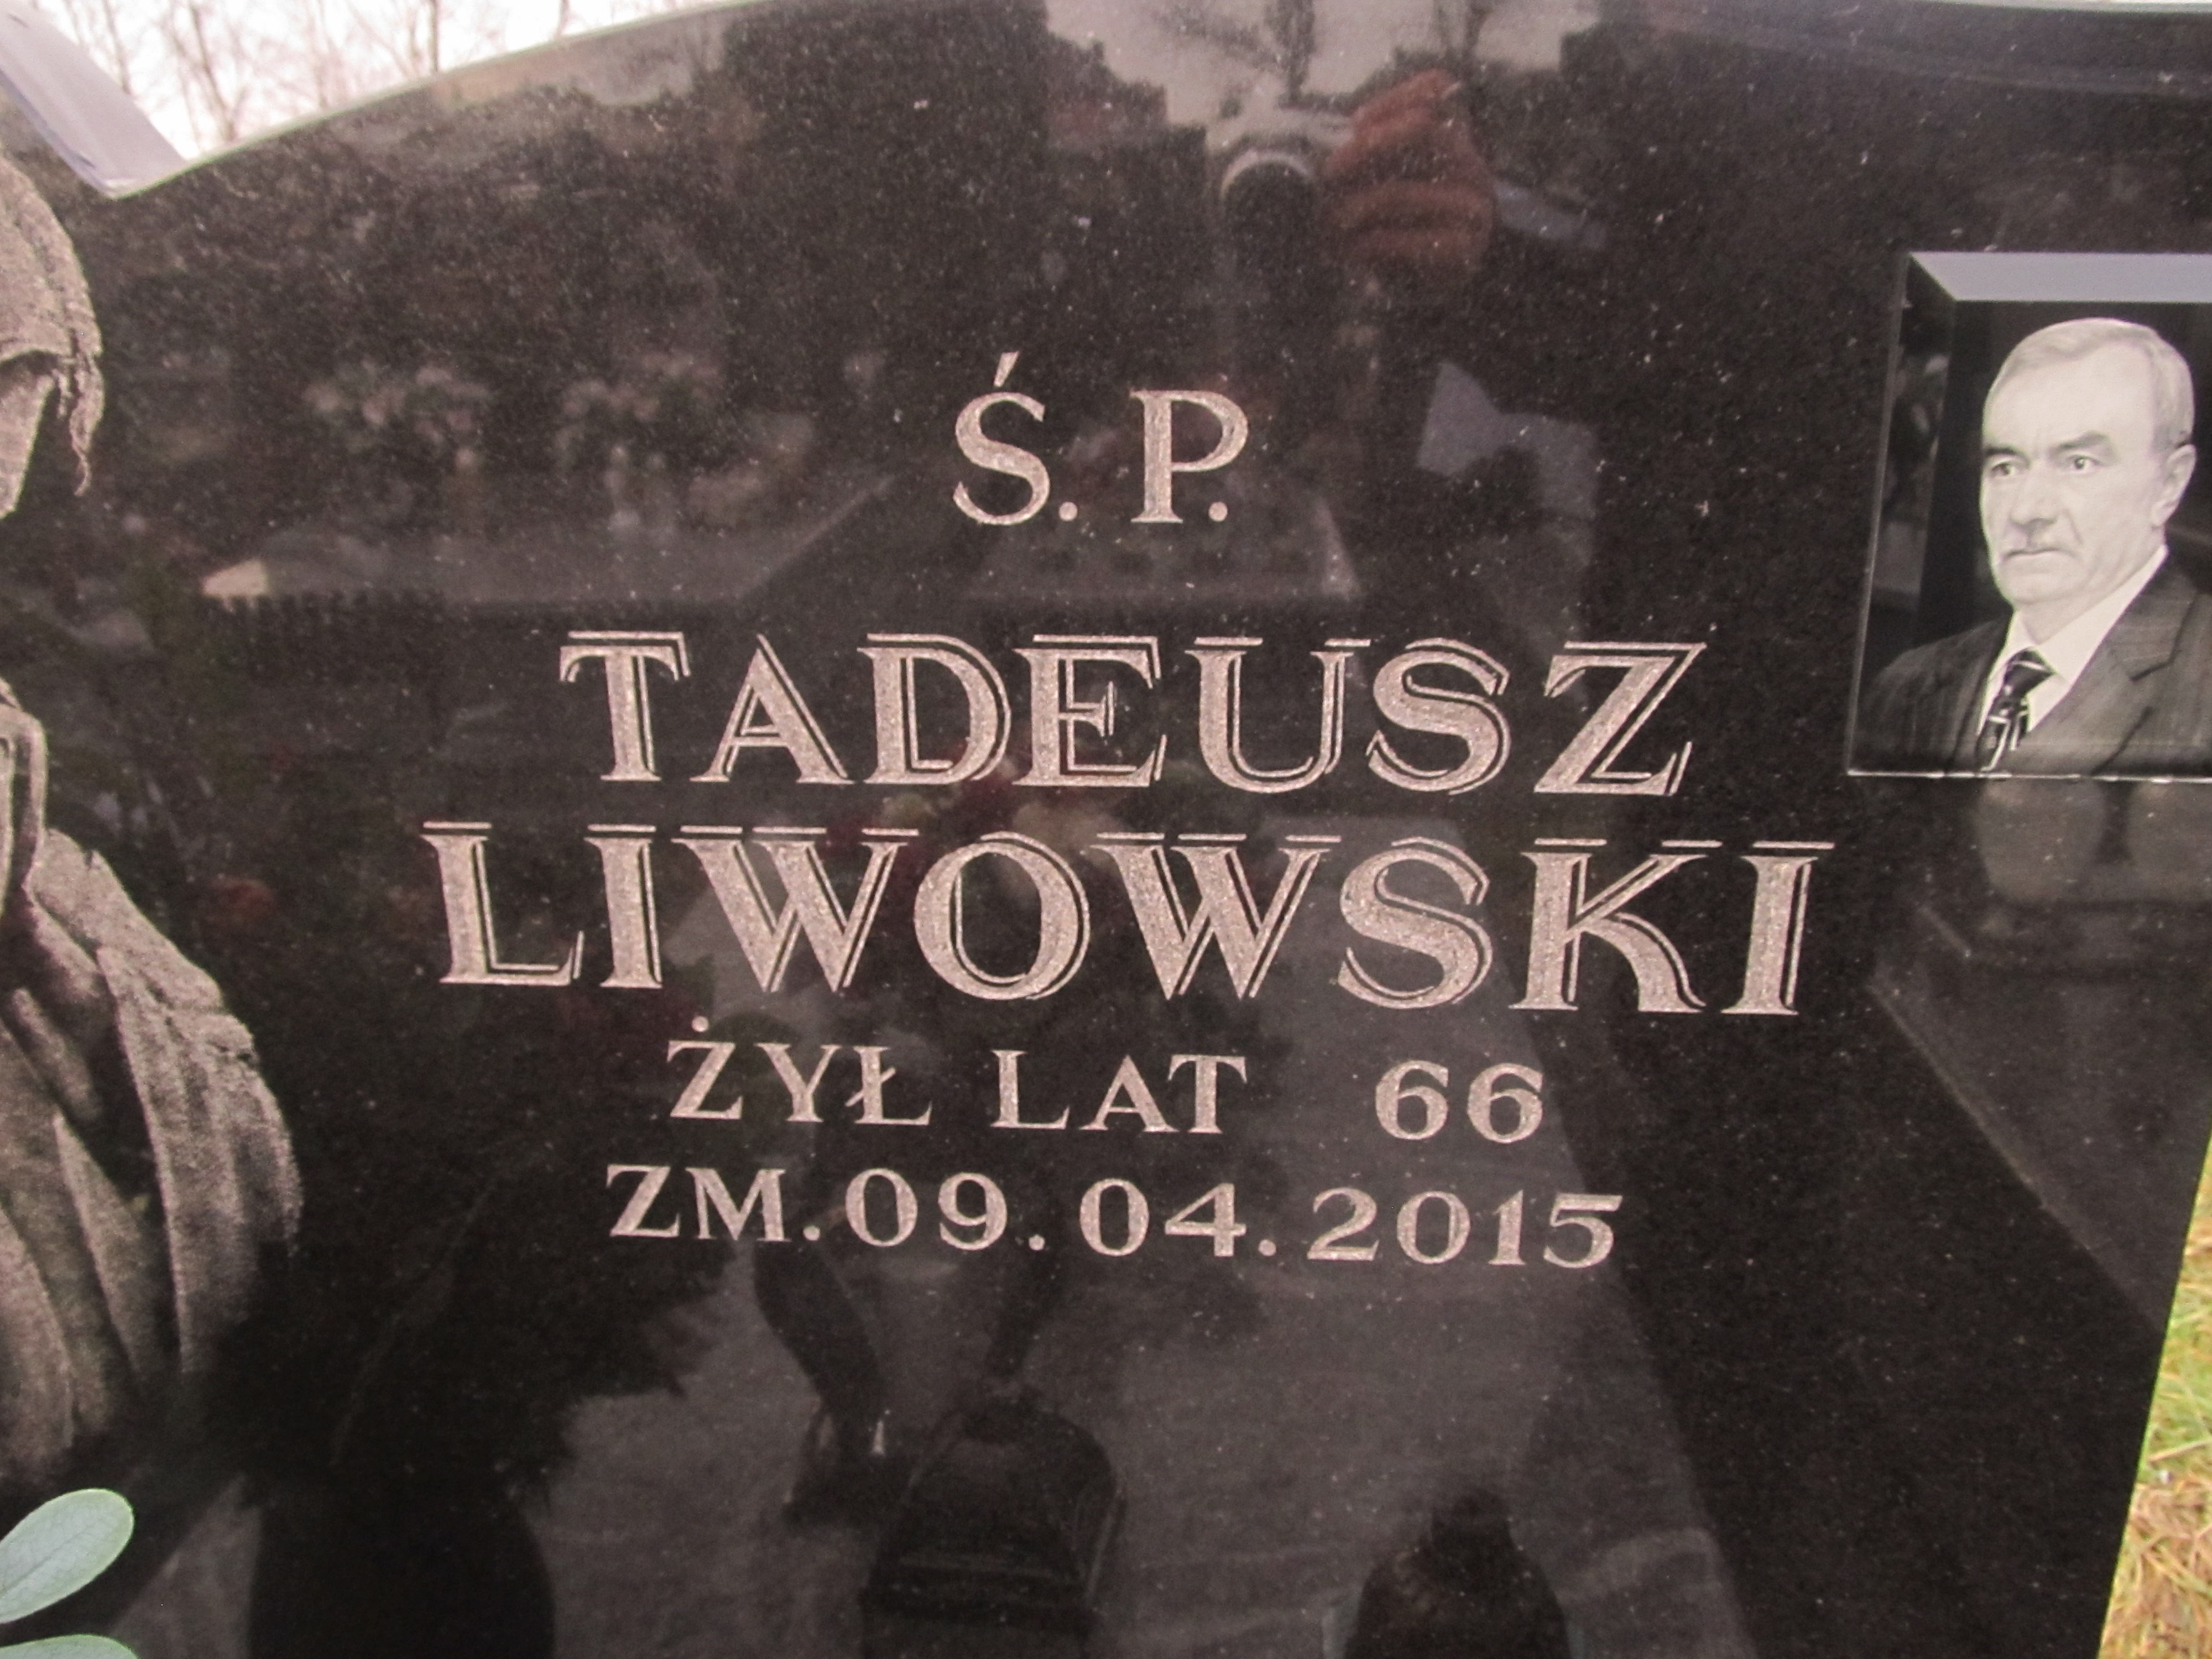 Ś. P.
TADEUSZ
LIWOWSKI
ŻYŁ LAT 66
ZM. 09. 04. 2015